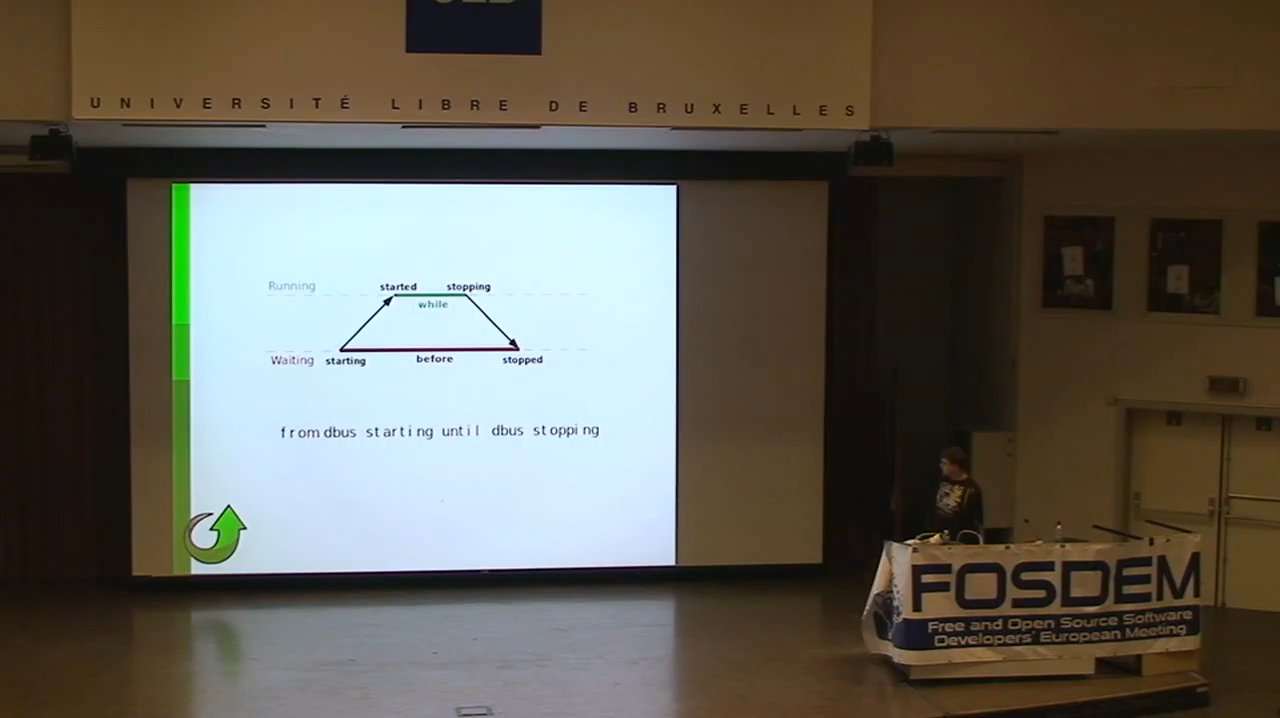 UNIVERSITÉ LIBRE DE BRUXELLES
Running
started
stopping
while
Waiting
starting
before
stopped
from dbus starting until dbus stopping
FOSDEM
Free and Open Source Software
Developers' European Meeting